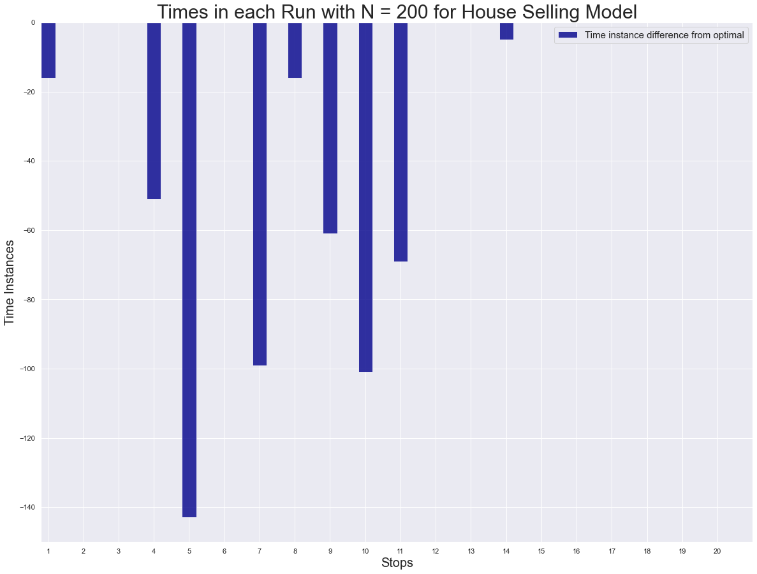 Times in each Run with N = 200 for House Selling Model
Time instance difference from optimal
Time Instances
0
−20
−40
−60
−80
−100
−120
−140
1 2 3 4 5 6 7 8 9 10 11 12 13 14 15 16 17 18 19 20
Stops